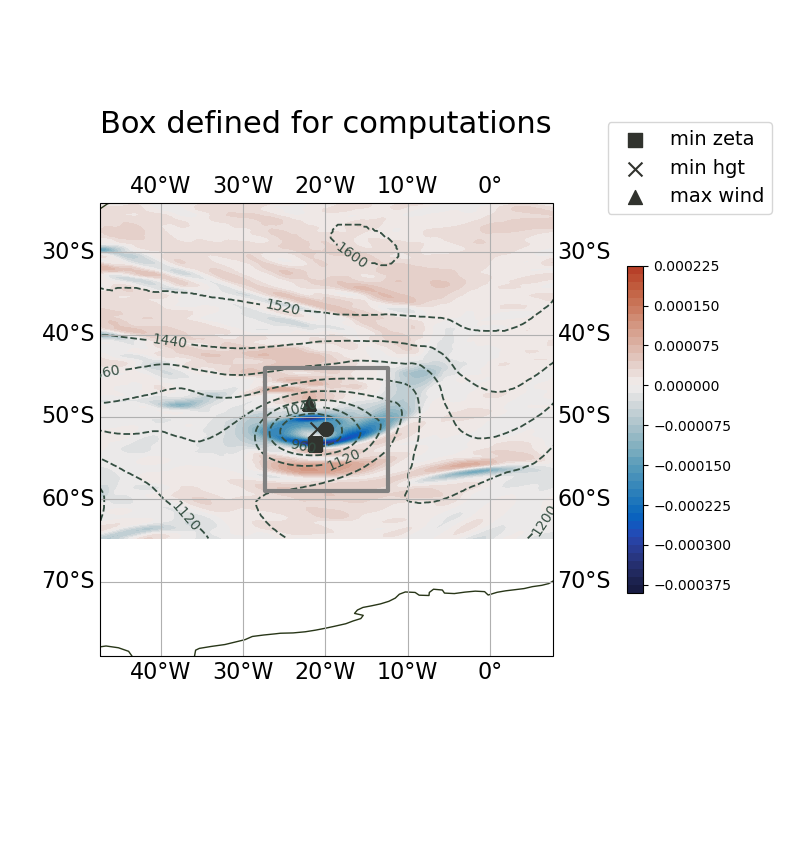 Box defined for computations
min zeta
min hgt
max wind
40°W 30°W 20°W 10°W 0°
30°S 30°S
40°S 40°S
50°S 50°S
60°S 60°S
70°S 70°S
40°W 30°W 20°W 10°W 0°
1600
1520
1440
60
1120
1120
1200
0.000225
0.000150
0.000075
0.000000
−0.000075
−0.000150
−0.000225
−0.000300
−0.000375